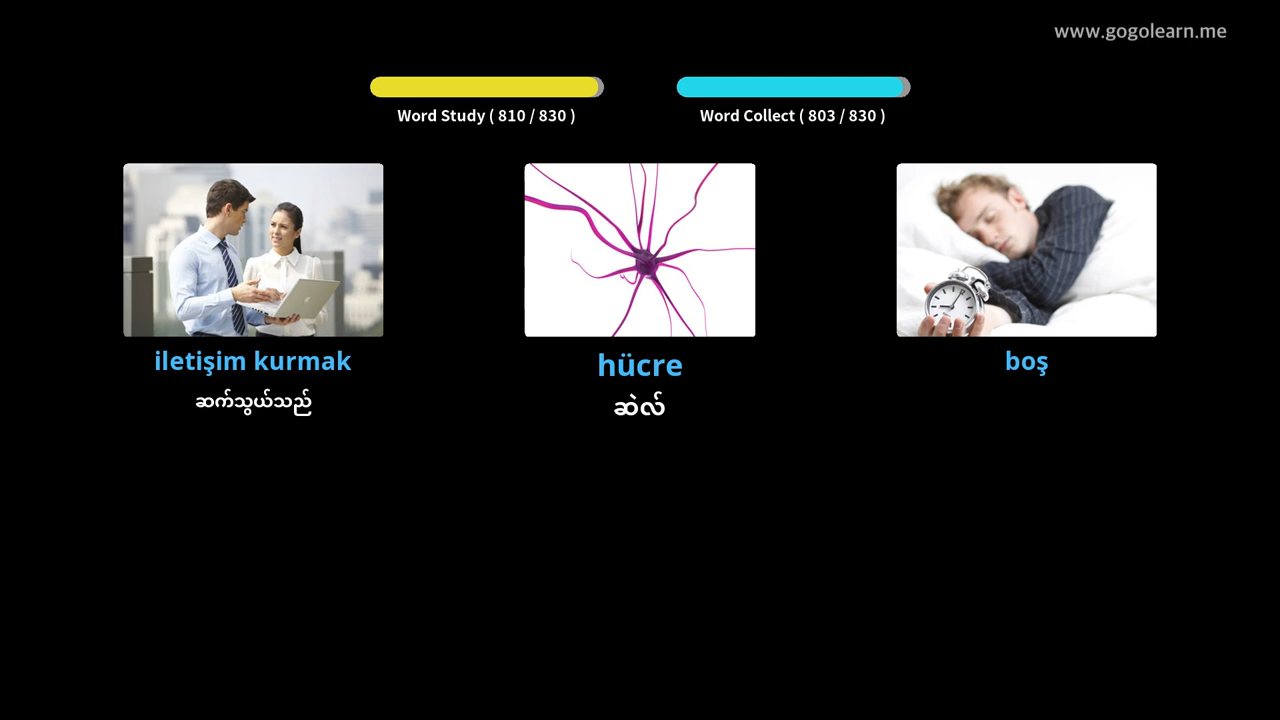 www.gogolearn.me
Word Study ( 810 / 830 )
Word Collect ( 803 / 830 )
iletişim kurmak
ဆက်သွယ်သည်
hücre
ဆဲလ်
boş